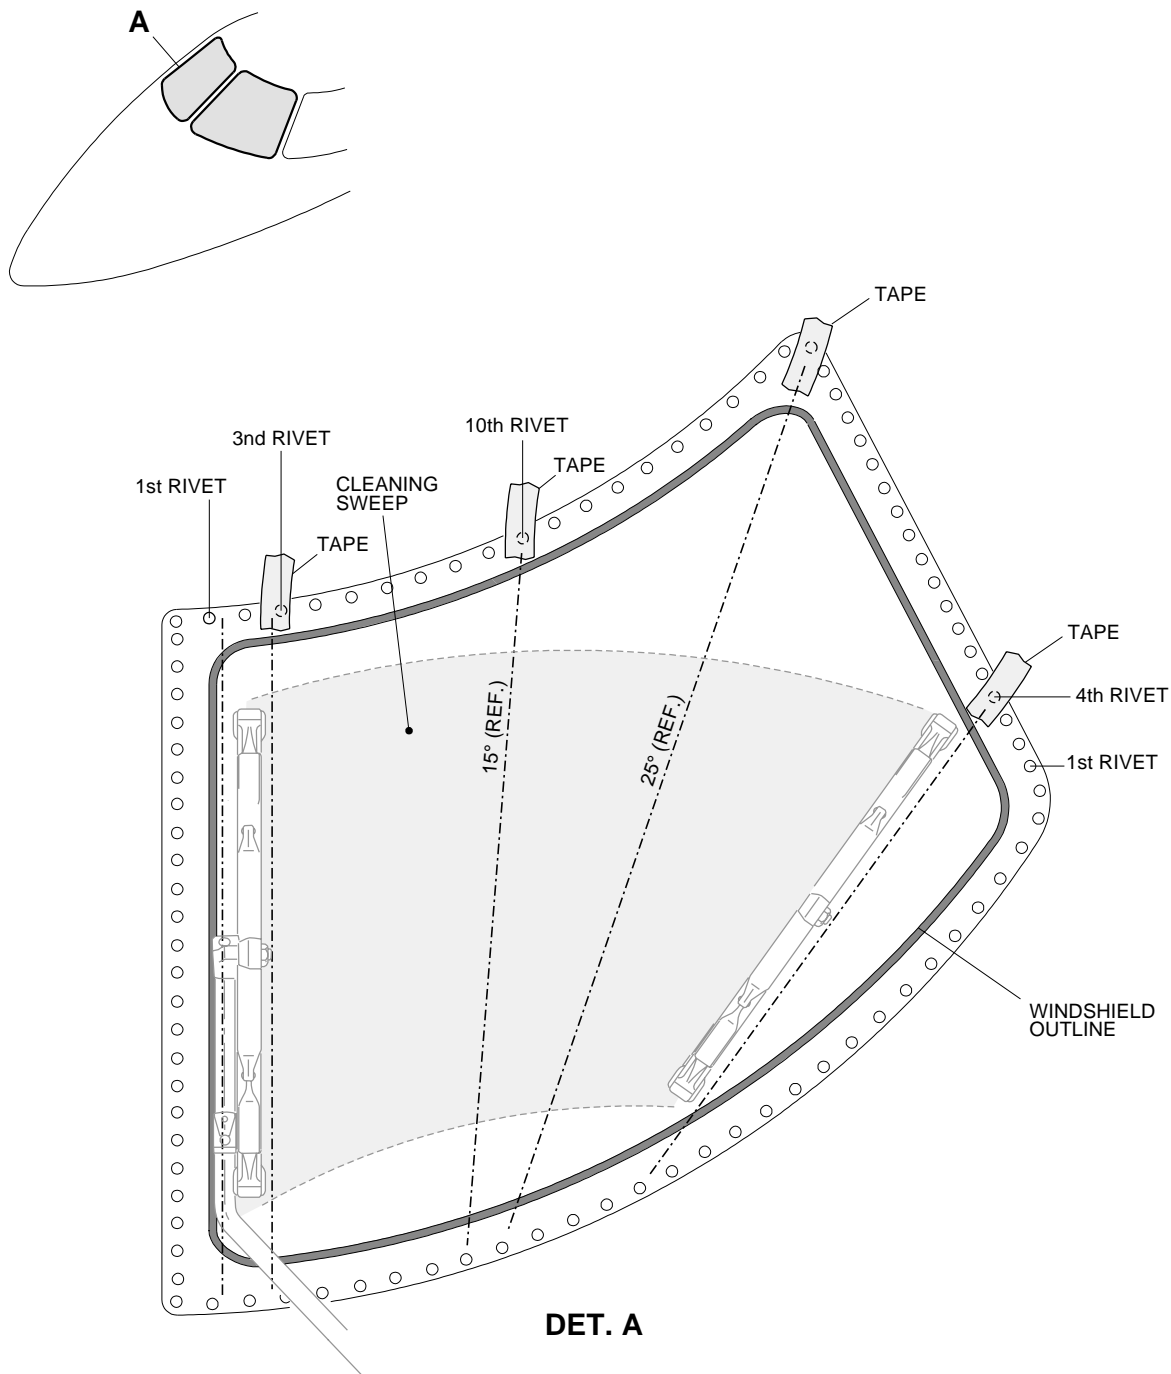 A
TAPE
10th RIVET
3nd RIVET
TAPE
1st RIVET
CLEANING
SWEEP
TAPE
TAPE
4th RIVET
15° (REF.)
25° (REF.)
1st RIVET
WINDSHIELD
OUTLINE
DET. A